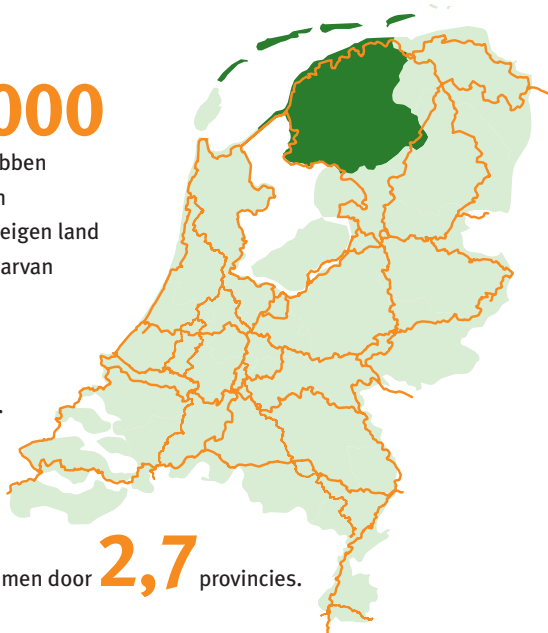 000
bben
n
eigen land
arvan
.
men door 2,7 provincies.